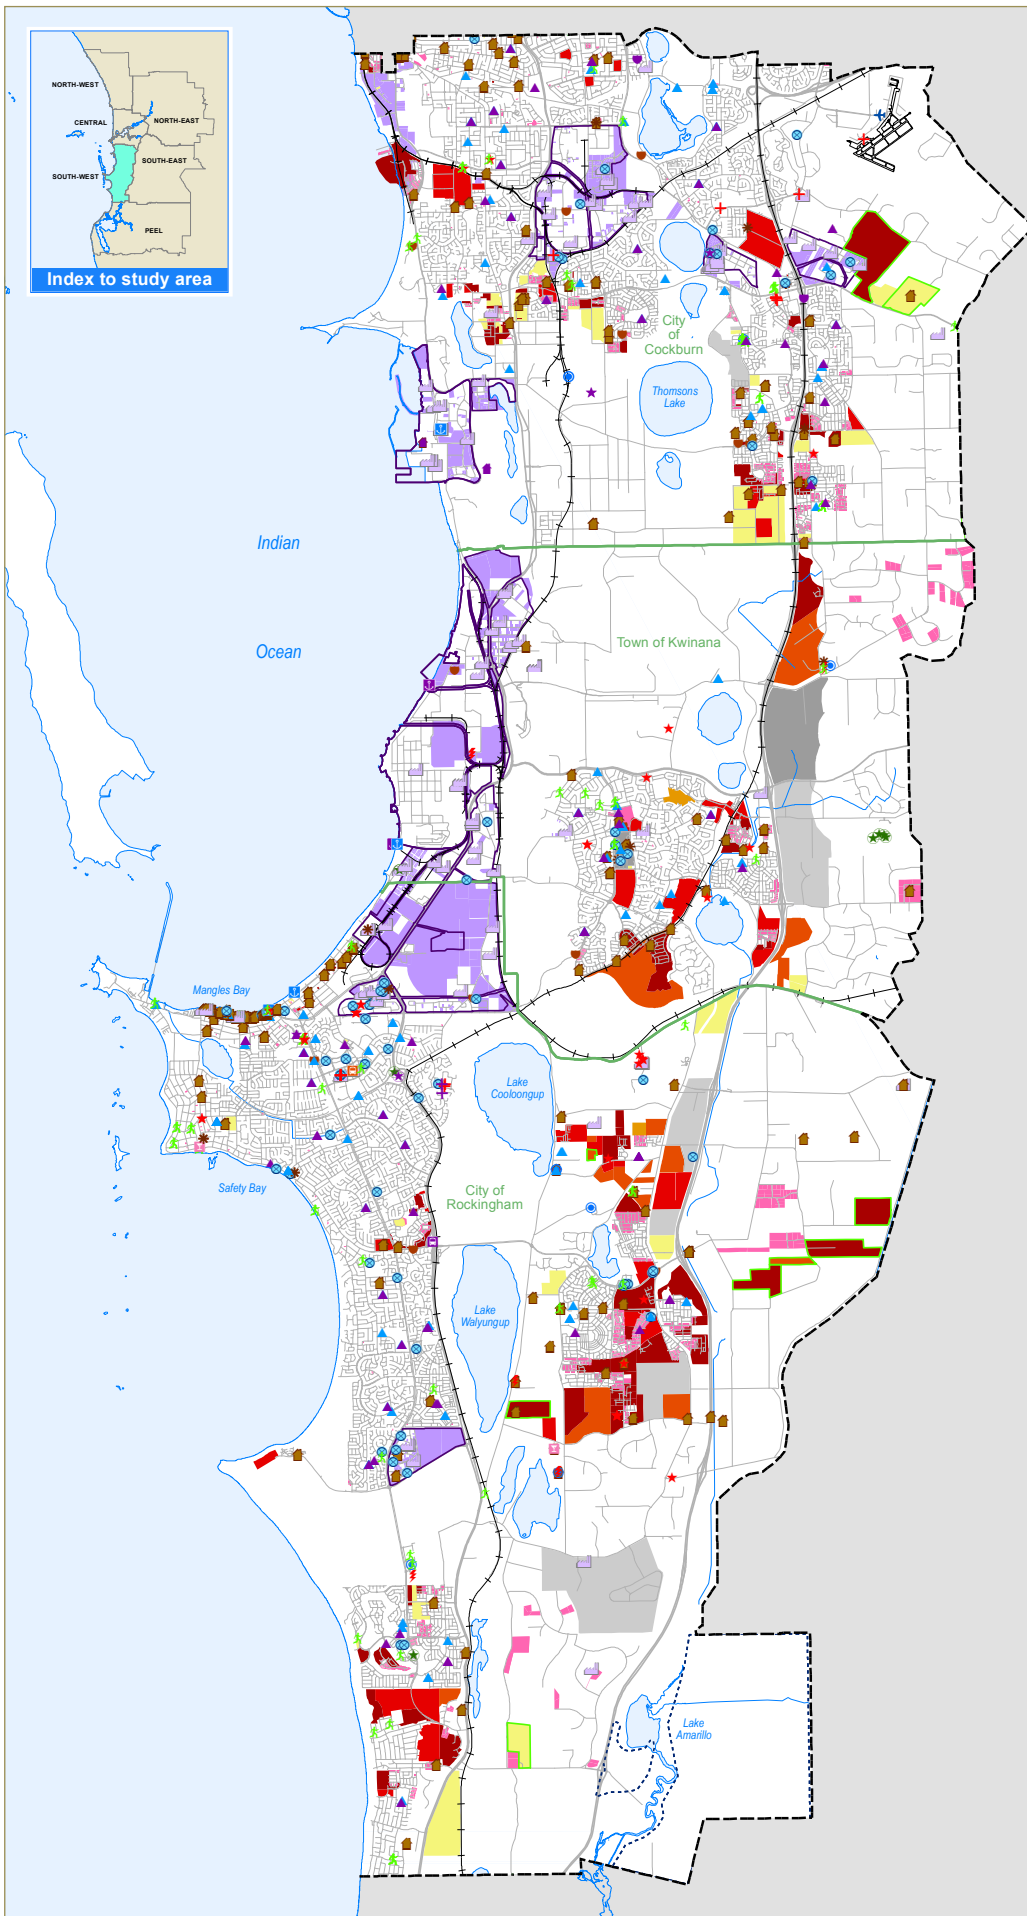 NORTH-WEST
CENTRAL
NORTH-EAST
SOUTH-EAST
SOUTH-WEST
PEEL
Index to study area
City
of
Cockburn
Thomsons
Lake
Indian
Ocean
Town of Kwinana
Mangles Bay
Lake
Cooloongup
Safety Bay
City of
Rockingham
Lake
Walyungup
Lake
Amarillo